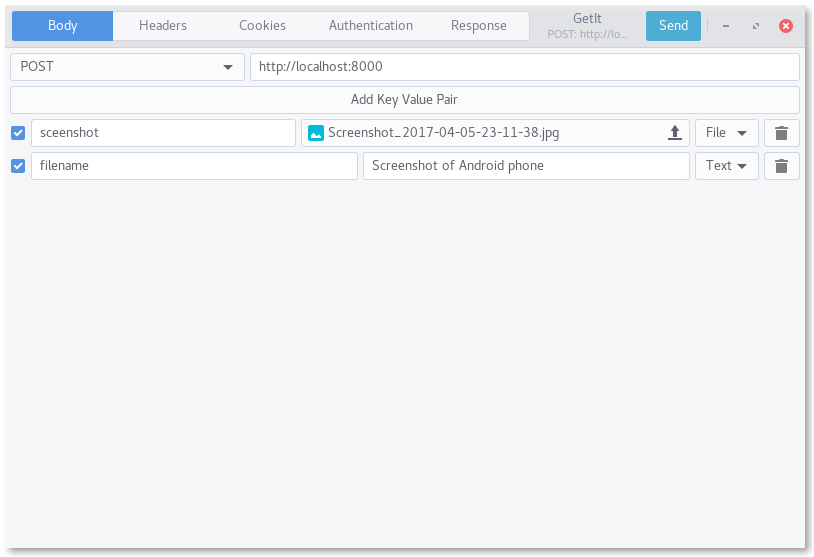 Body Headers Cookies Authentication Response GetIt Send
POST: http://lo...
POST http://localhost:8000
Add Key Value Pair
sceenshot Screenshot_2017-04-05-23-11-38.jpg File
filename Screenshot of Android phone Text